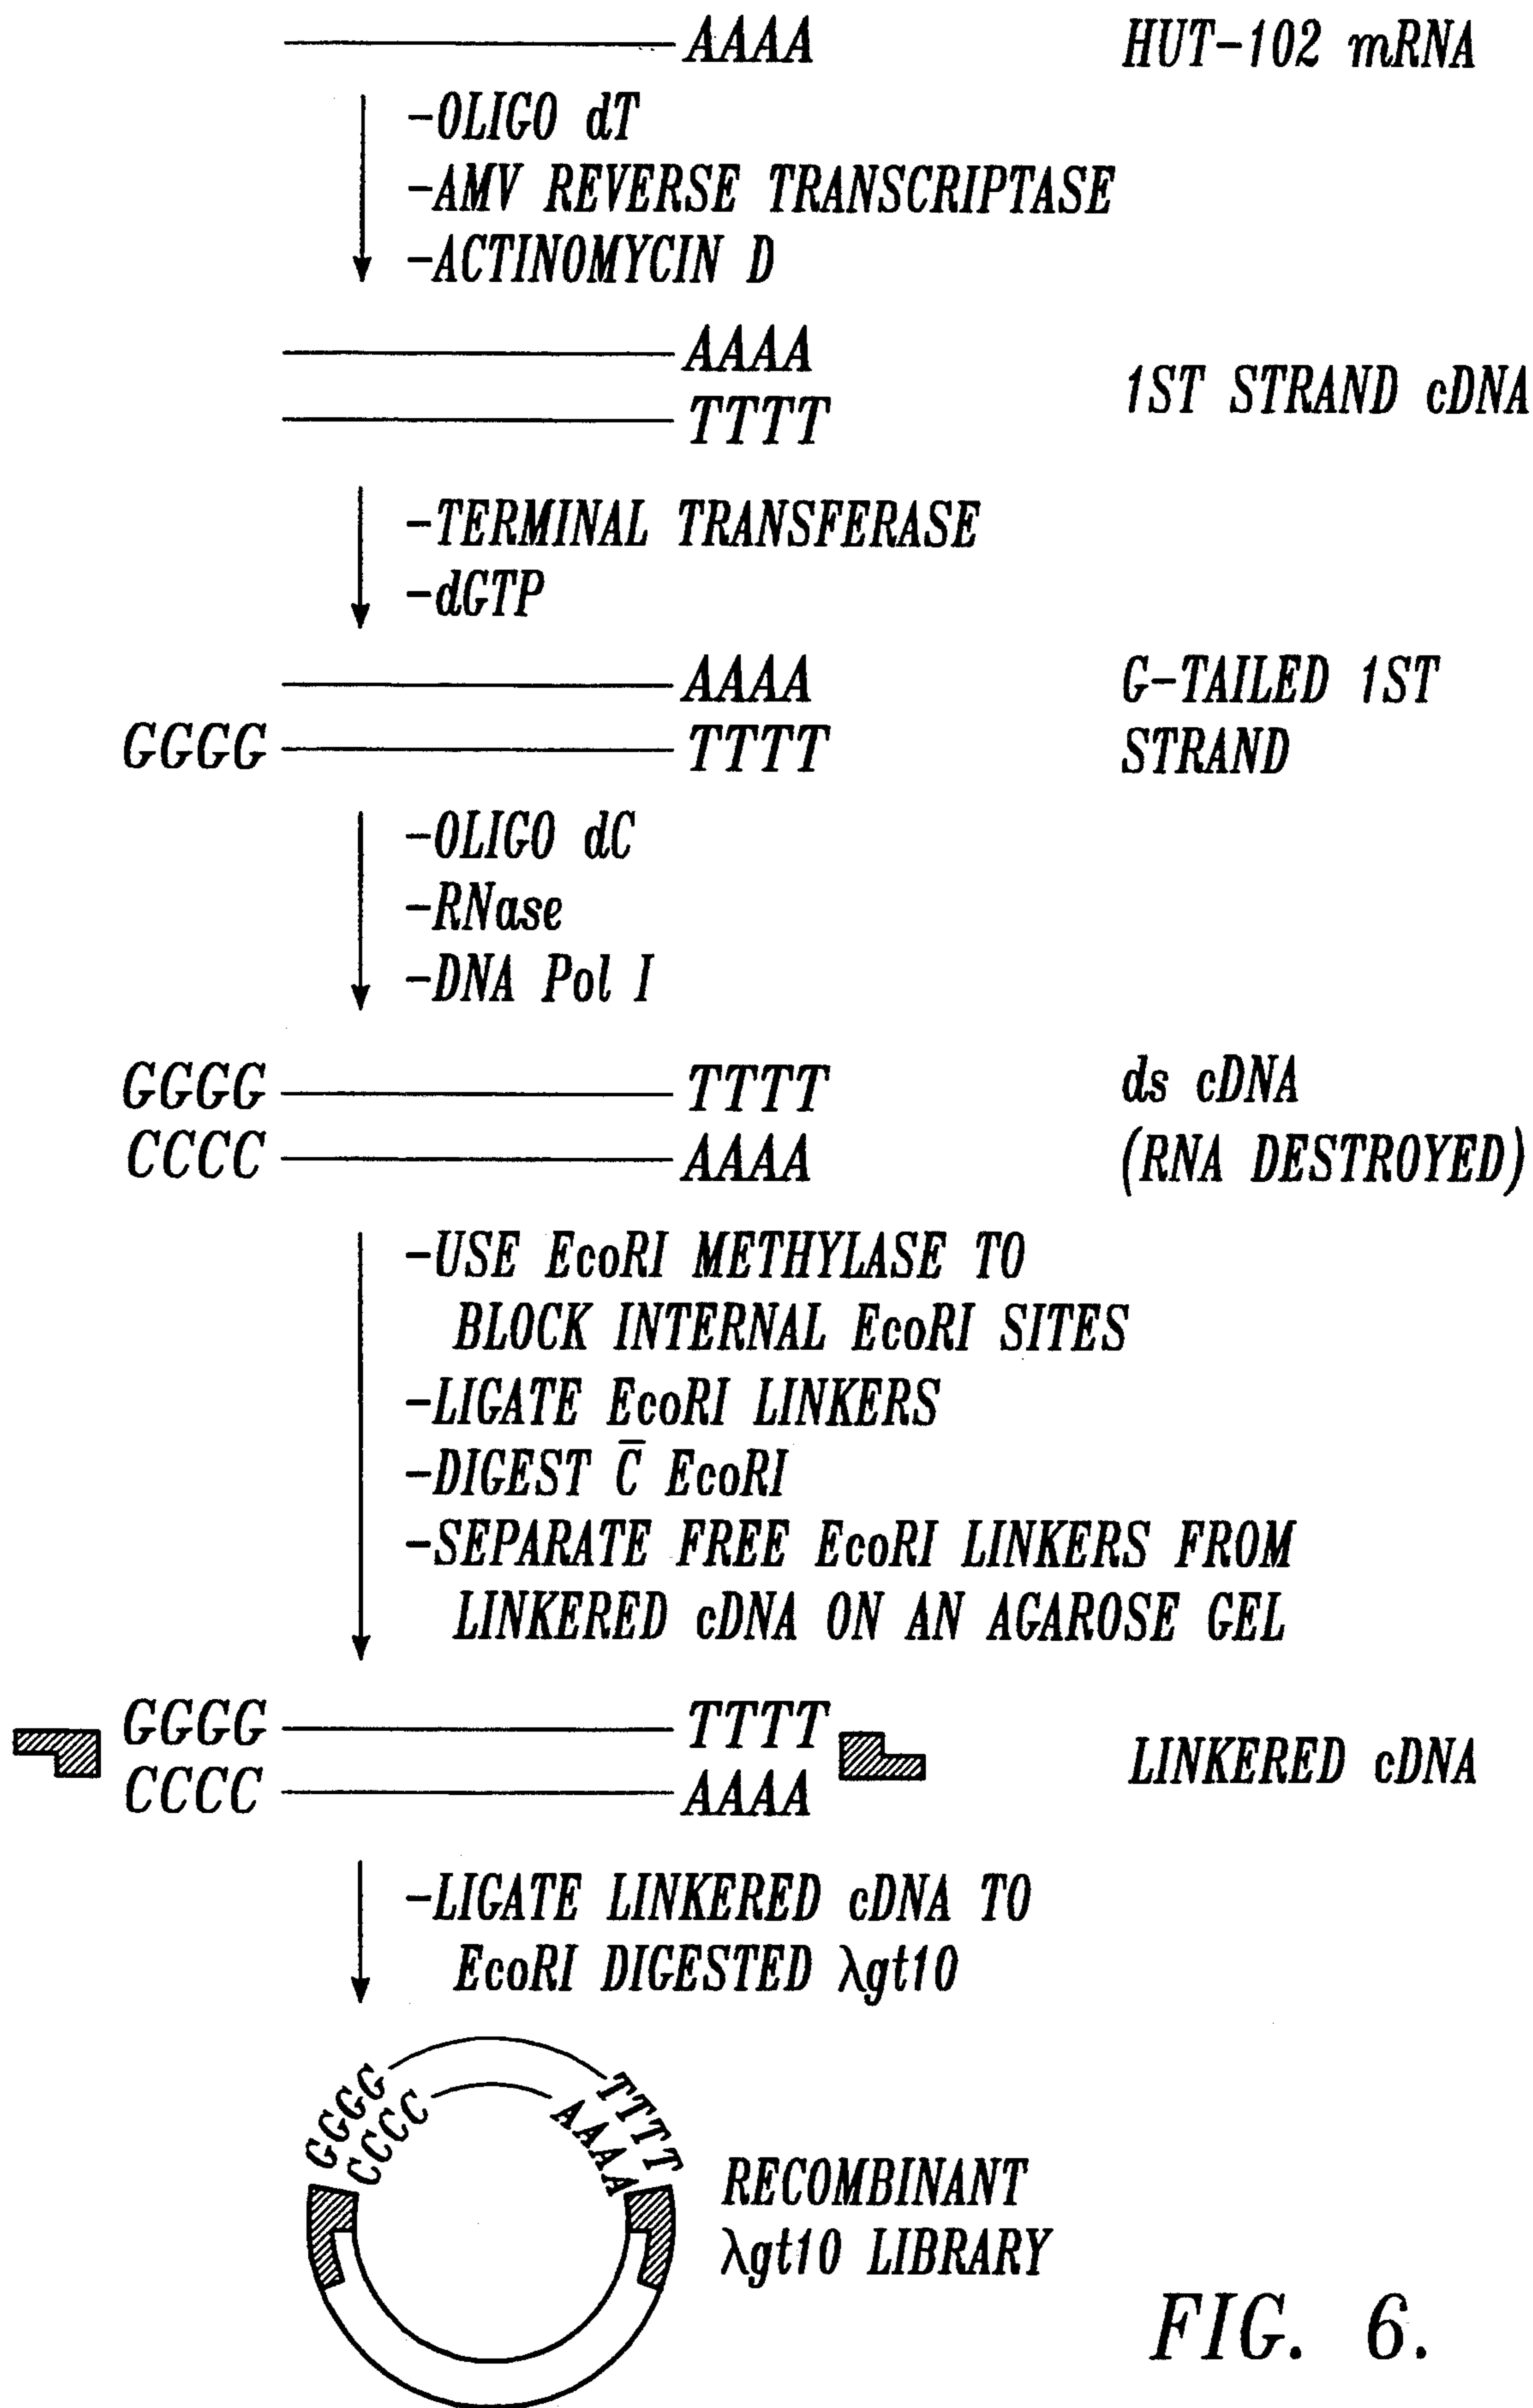 AAAA HUT-102 mRNA
-OLIGO dT
-AMV REVERSE TRANSCRIPTASE
-ACTINOMYCIN D
AAAA
TTTT
1ST STRAND cDNA
-TERMINAL TRANSFERASE
-dGTP
AAAA
GGGG TTTT
G-TAILED 1ST
STRAND
-OLIGO dC
-RNase
-DNA Pol I
GGGG TTTT
CCCC AAAA
ds cDNA
(RNA DESTROYED)
-USE EcoRI METHYLASE TO
BLOCK INTERNAL EcoRI SITES
-LIGATE EcoRI LINKERS
-DIGEST C̅ EcoRI
-SEPARATE FREE EcoRI LINKERS FROM
LINKERED cDNA ON AN AGAROSE GEL
GGGG TTTT
CCCC AAAA
LINKERED cDNA
-LIGATE LINKERED cDNA TO
EcoRI DIGESTED λgt10
GGGG TTTT
CCCC AAAA
RECOMBINANT
λgt10 LIBRARY
FIG. 6.